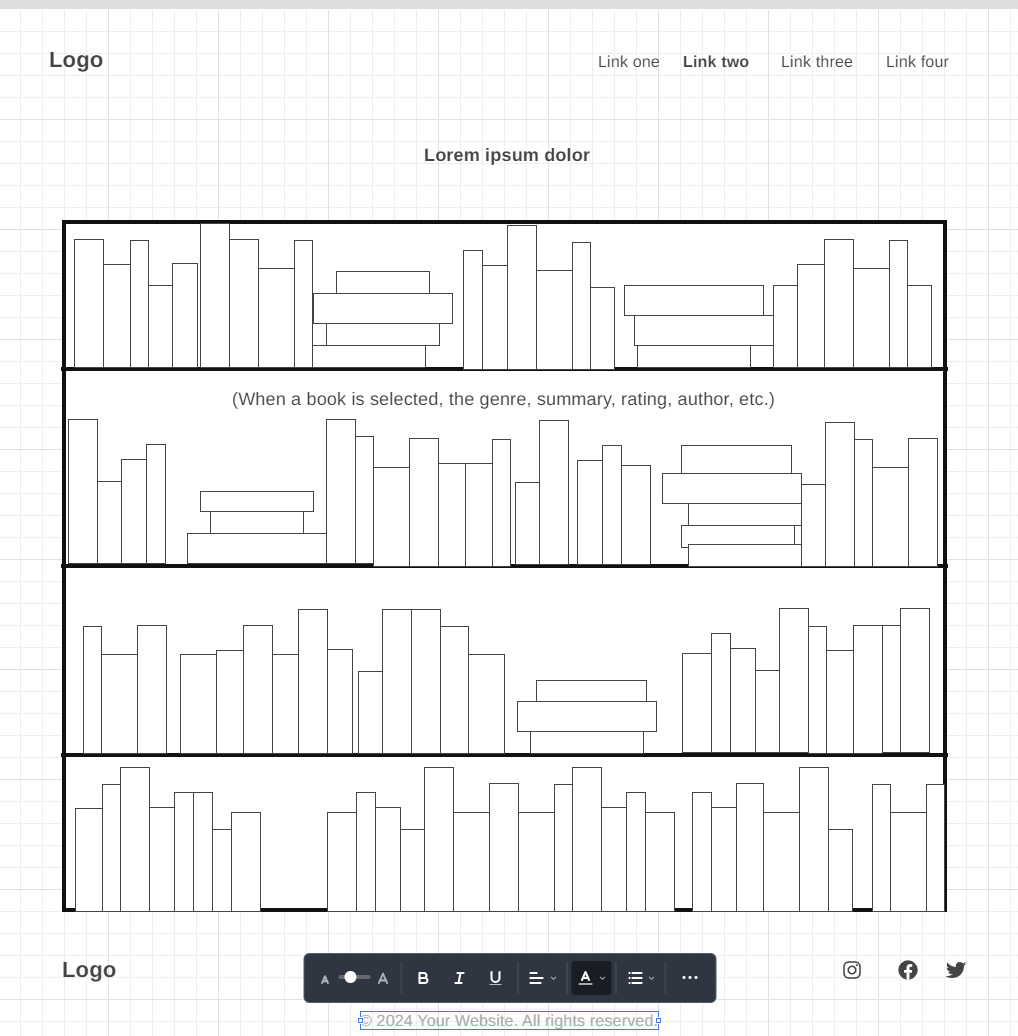 Logo
Link one Link two Link three Link four
Lorem ipsum dolor
(When a book is selected, the genre, summary, rating, author, etc.)
Logo
A A B I U A
© 2024 Your Website. All rights reserved.